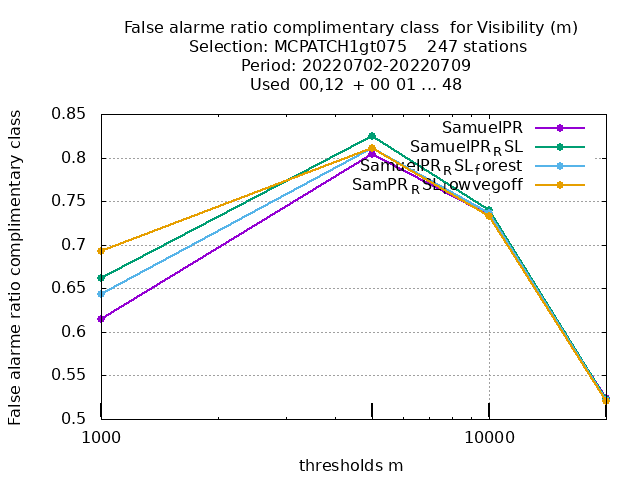 False alarme ratio complimentary class  for Visibility (m)
Selection: MCPATCH1gt075    247 stations
Period: 20220702-20220709
Used  00,12  + 00 01 ... 48
False alarme ratio complimentary class
0.85
0.8
0.75
0.7
0.65
0.6
0.55
0.5
SamuelPR
SamuelPR_RSL
SamuelPR_RSL_forest
SamPR_RSL_lowvegoff
1000
10000
thresholds m